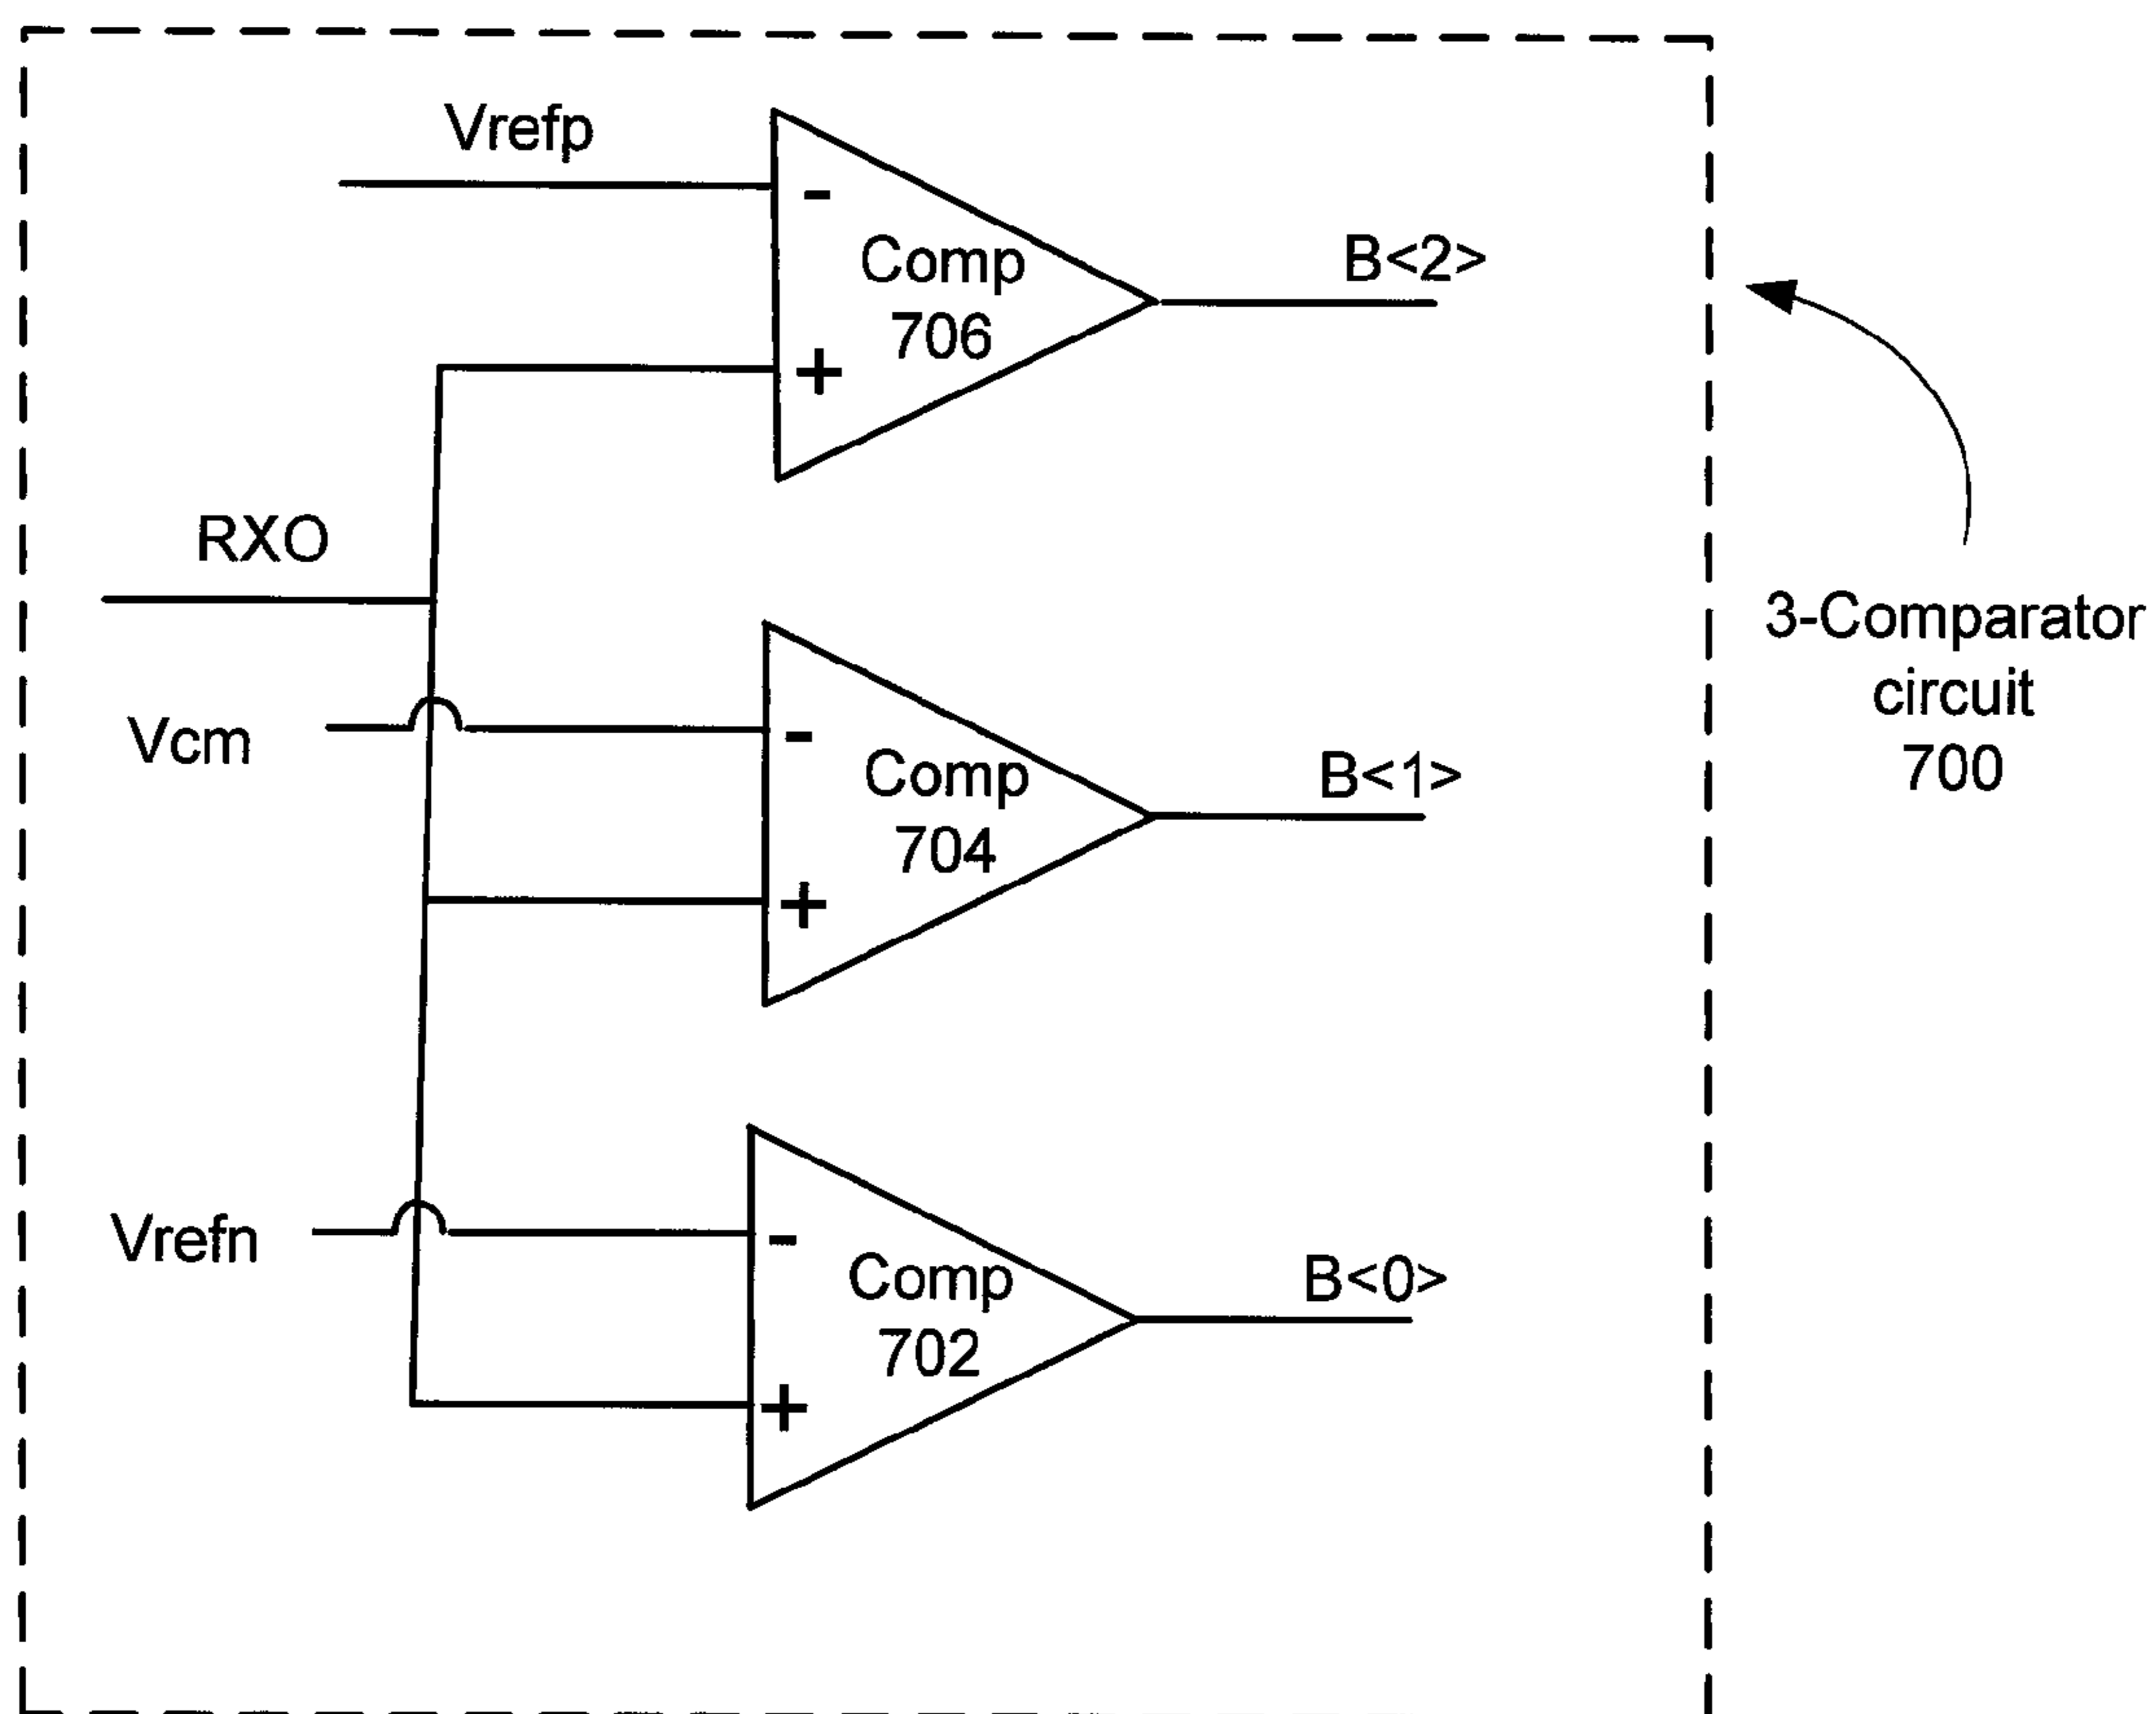 Vrefp
-
Comp
706
+
B<2>
RXO
Vcm
-
Comp
704
+
B<1>
3-Comparator
circuit
700
Vrefn
-
Comp
702
+
B<0>